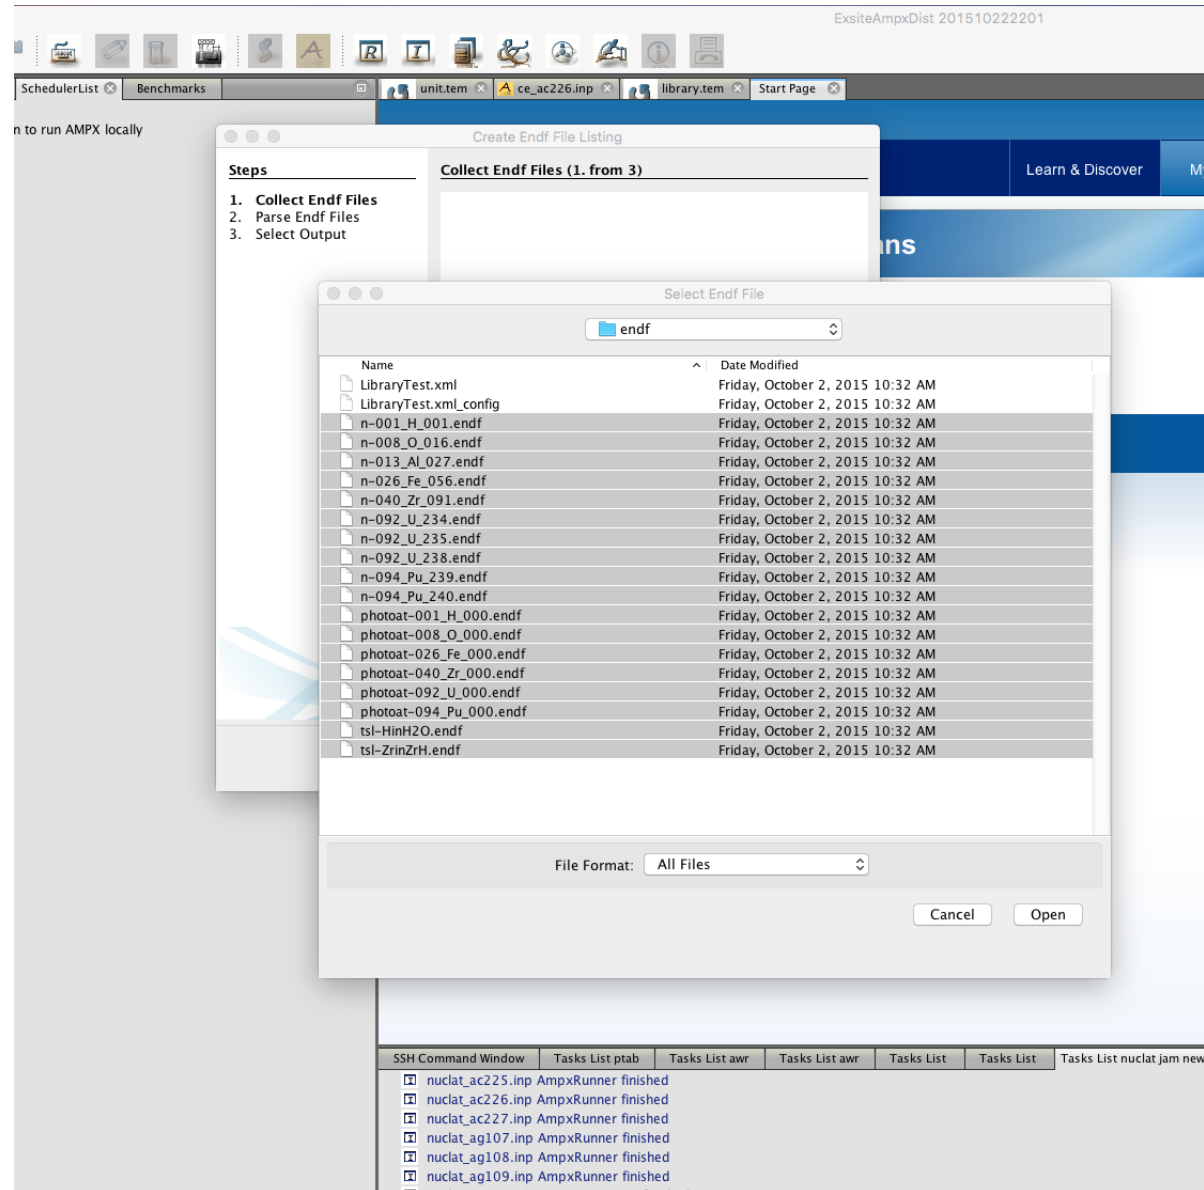 ExsiteAmpxDist 201510222201
SchedulerList Benchmarks
unit.tem ce_ac226.inp library.tem Start Page
n to run AMPX locally
Create Endf File Listing
Steps
Collect Endf Files (1. from 3)
1. Collect Endf Files
2. Parse Endf Files
3. Select Output
Learn & Discover
M
ans
Select Endf File
endf
Name Date Modified
LibraryTest.xml Friday, October 2, 2015 10:32 AM
LibraryTest.xml_config Friday, October 2, 2015 10:32 AM
n-001_H_001.endf Friday, October 2, 2015 10:32 AM
n-008_O_016.endf Friday, October 2, 2015 10:32 AM
n-013_Al_027.endf Friday, October 2, 2015 10:32 AM
n-026_Fe_056.endf Friday, October 2, 2015 10:32 AM
n-040_Zr_091.endf Friday, October 2, 2015 10:32 AM
n-092_U_234.endf Friday, October 2, 2015 10:32 AM
n-092_U_235.endf Friday, October 2, 2015 10:32 AM
n-092_U_238.endf Friday, October 2, 2015 10:32 AM
n-094_Pu_239.endf Friday, October 2, 2015 10:32 AM
n-094_Pu_240.endf Friday, October 2, 2015 10:32 AM
photoat-001_H_000.endf Friday, October 2, 2015 10:32 AM
photoat-008_O_000.endf Friday, October 2, 2015 10:32 AM
photoat-026_Fe_000.endf Friday, October 2, 2015 10:32 AM
photoat-040_Zr_000.endf Friday, October 2, 2015 10:32 AM
photoat-092_U_000.endf Friday, October 2, 2015 10:32 AM
photoat-094_Pu_000.endf Friday, October 2, 2015 10:32 AM
tsl-HinH2O.endf Friday, October 2, 2015 10:32 AM
tsl-ZrinZrH.endf Friday, October 2, 2015 10:32 AM
File Format: All Files
Cancel Open
SSH Command Window Tasks List ptab Tasks List awr Tasks List awr Tasks List Tasks List Tasks List nuclat jam new
nuclat_ac225.inp AmpxRunner finished
nuclat_ac226.inp AmpxRunner finished
nuclat_ac227.inp AmpxRunner finished
nuclat_ag107.inp AmpxRunner finished
nuclat_ag108.inp AmpxRunner finished
nuclat_ag109.inp AmpxRunner finished